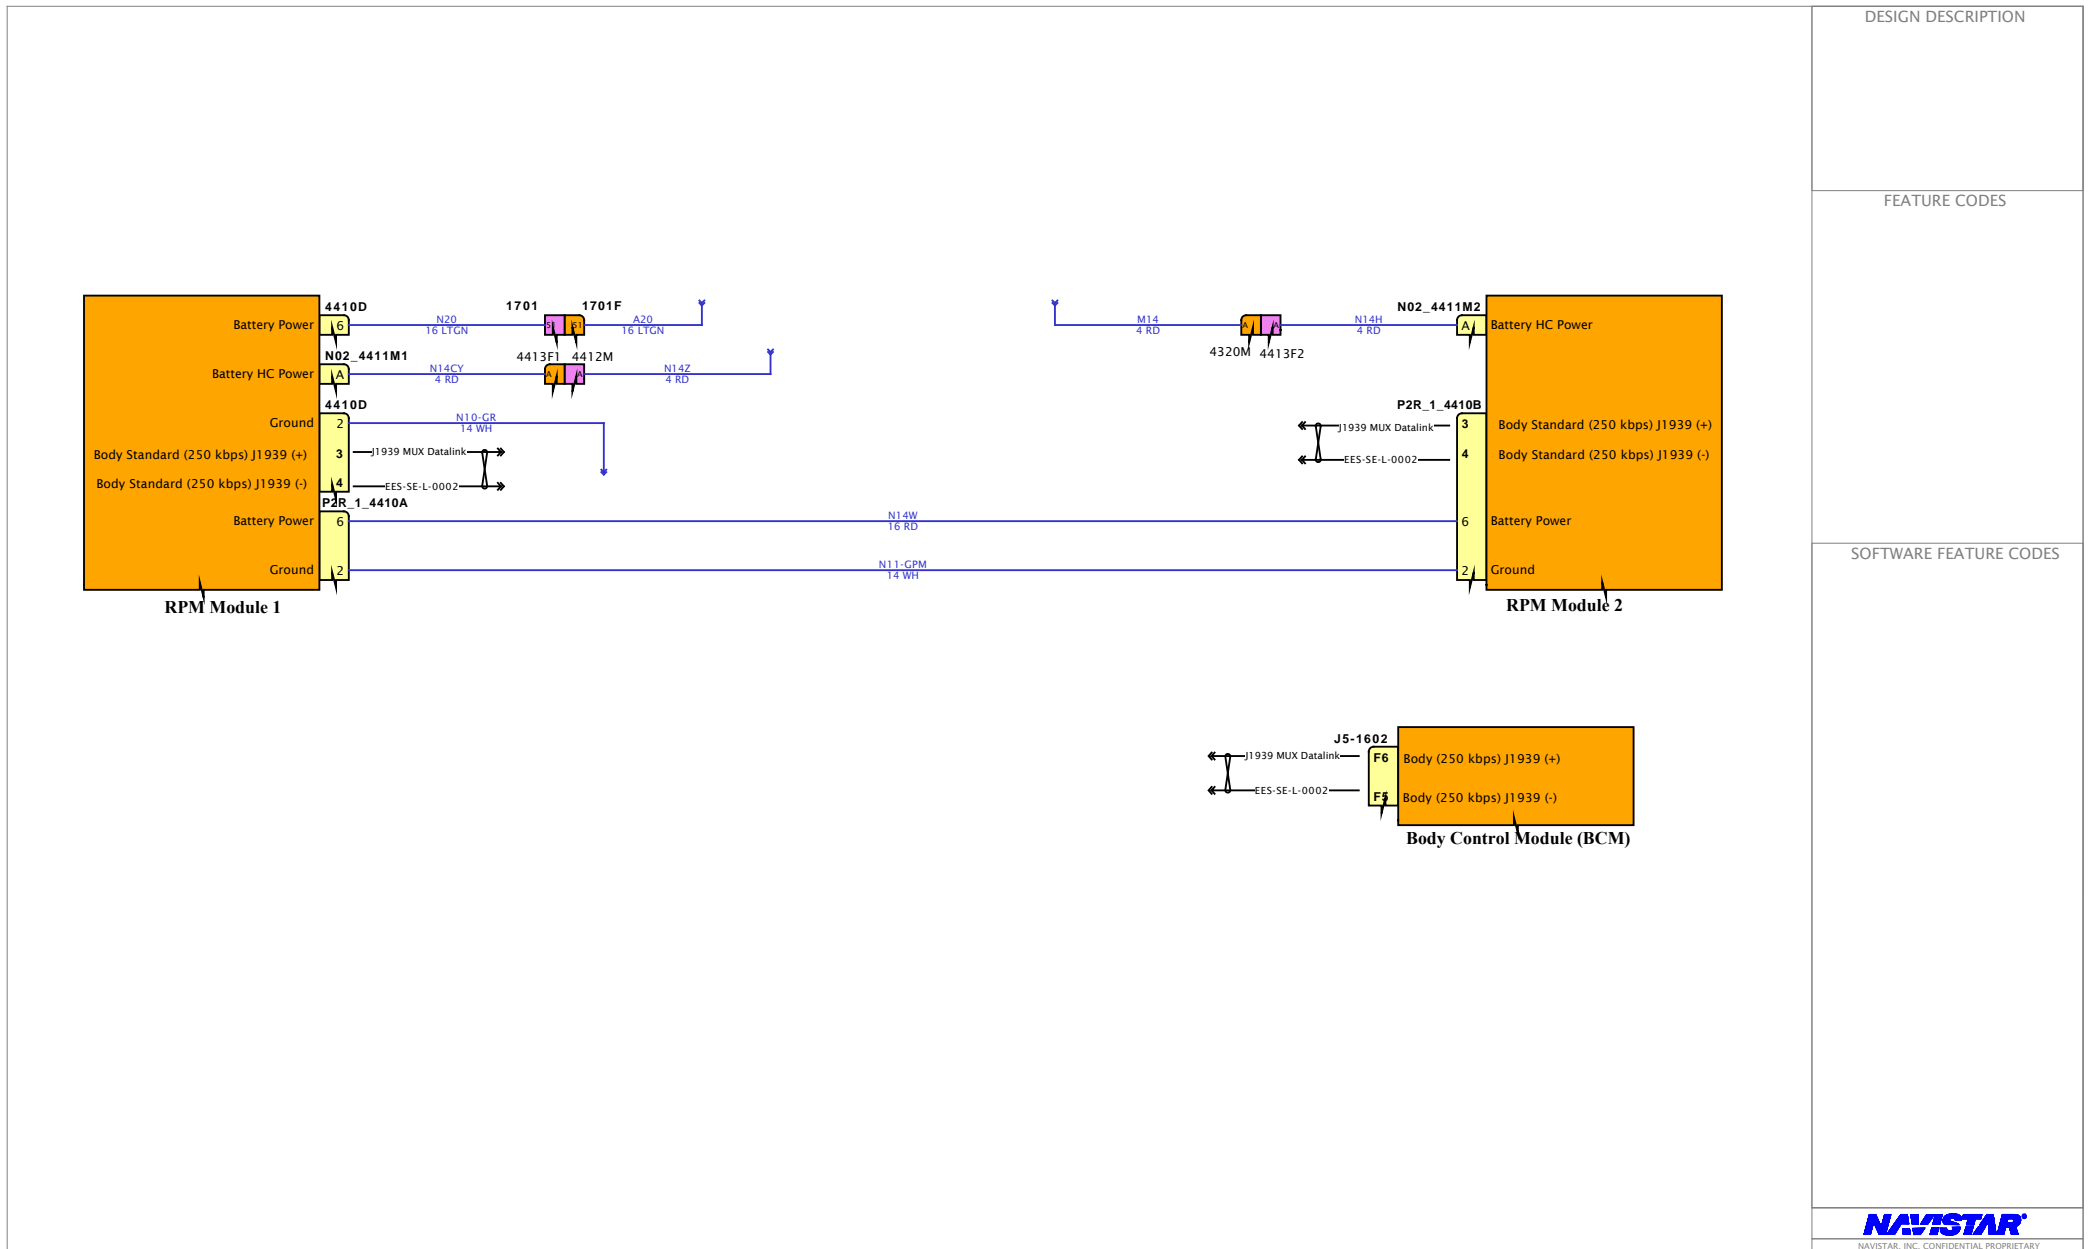 DESIGN DESCRIPTION
FEATURE CODES
SOFTWARE FEATURE CODES
4410D
Battery Power
6
N20
16 LTGN
1701
1701F
51
A20
16 LTGN
N02_4411M1
Battery HC Power
A
N14CY
4 RD
4413F1
4412M
A
A
N14Z
4 RD
4410D
Ground
2
N10-GR
14 WH
Body Standard (250 kbps) J1939 (+)
3
J1939 MUX Datalink
Body Standard (250 kbps) J1939 (-)
4
EES-SE-L-0002
P2R_1_4410A
Battery Power
6
N14W
16 RD
Ground
2
N11-GPM
14 WH
RPM Module 1
M14
4 RD
A
A
4320M
4413F2
N14H
4 RD
N02_4411M2
A
Battery HC Power
P2R_1_4410B
J1939 MUX Datalink
3
Body Standard (250 kbps) J1939 (+)
EES-SE-L-0002
4
Body Standard (250 kbps) J1939 (-)
6
Battery Power
2
Ground
RPM Module 2
J5-1602
J1939 MUX Datalink
F6
Body (250 kbps) J1939 (+)
EES-SE-L-0002
F5
Body (250 kbps) J1939 (-)
Body Control Module (BCM)
NAVISTAR
NAVISTAR, INC. CONFIDENTIAL PROPRIETARY